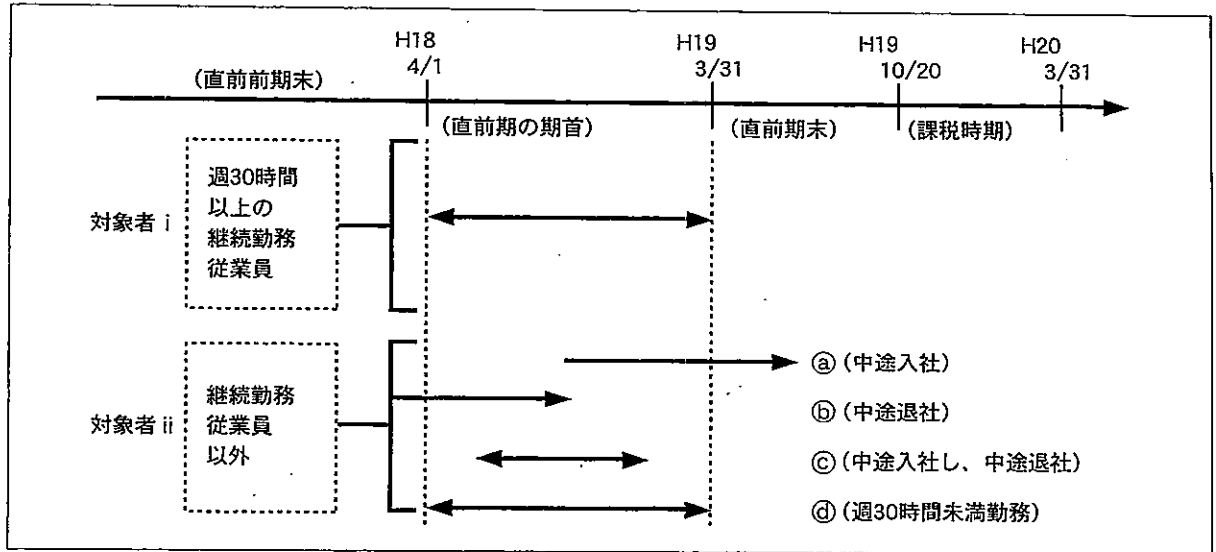 H18
4/1
H19
3/31
H19
10/20
H20
3/31
(直前前期末)
(直前期の期首)
(直前期末)
(課税時期)
対象者ⅰ
週30時間
以上の
継続勤務
従業員
対象者ⅱ
継続勤務
従業員
以外
ⓐ(中途入社)
ⓑ(中途退社)
ⓒ(中途入社し、中途退社)
ⓓ(週30時間未満勤務)